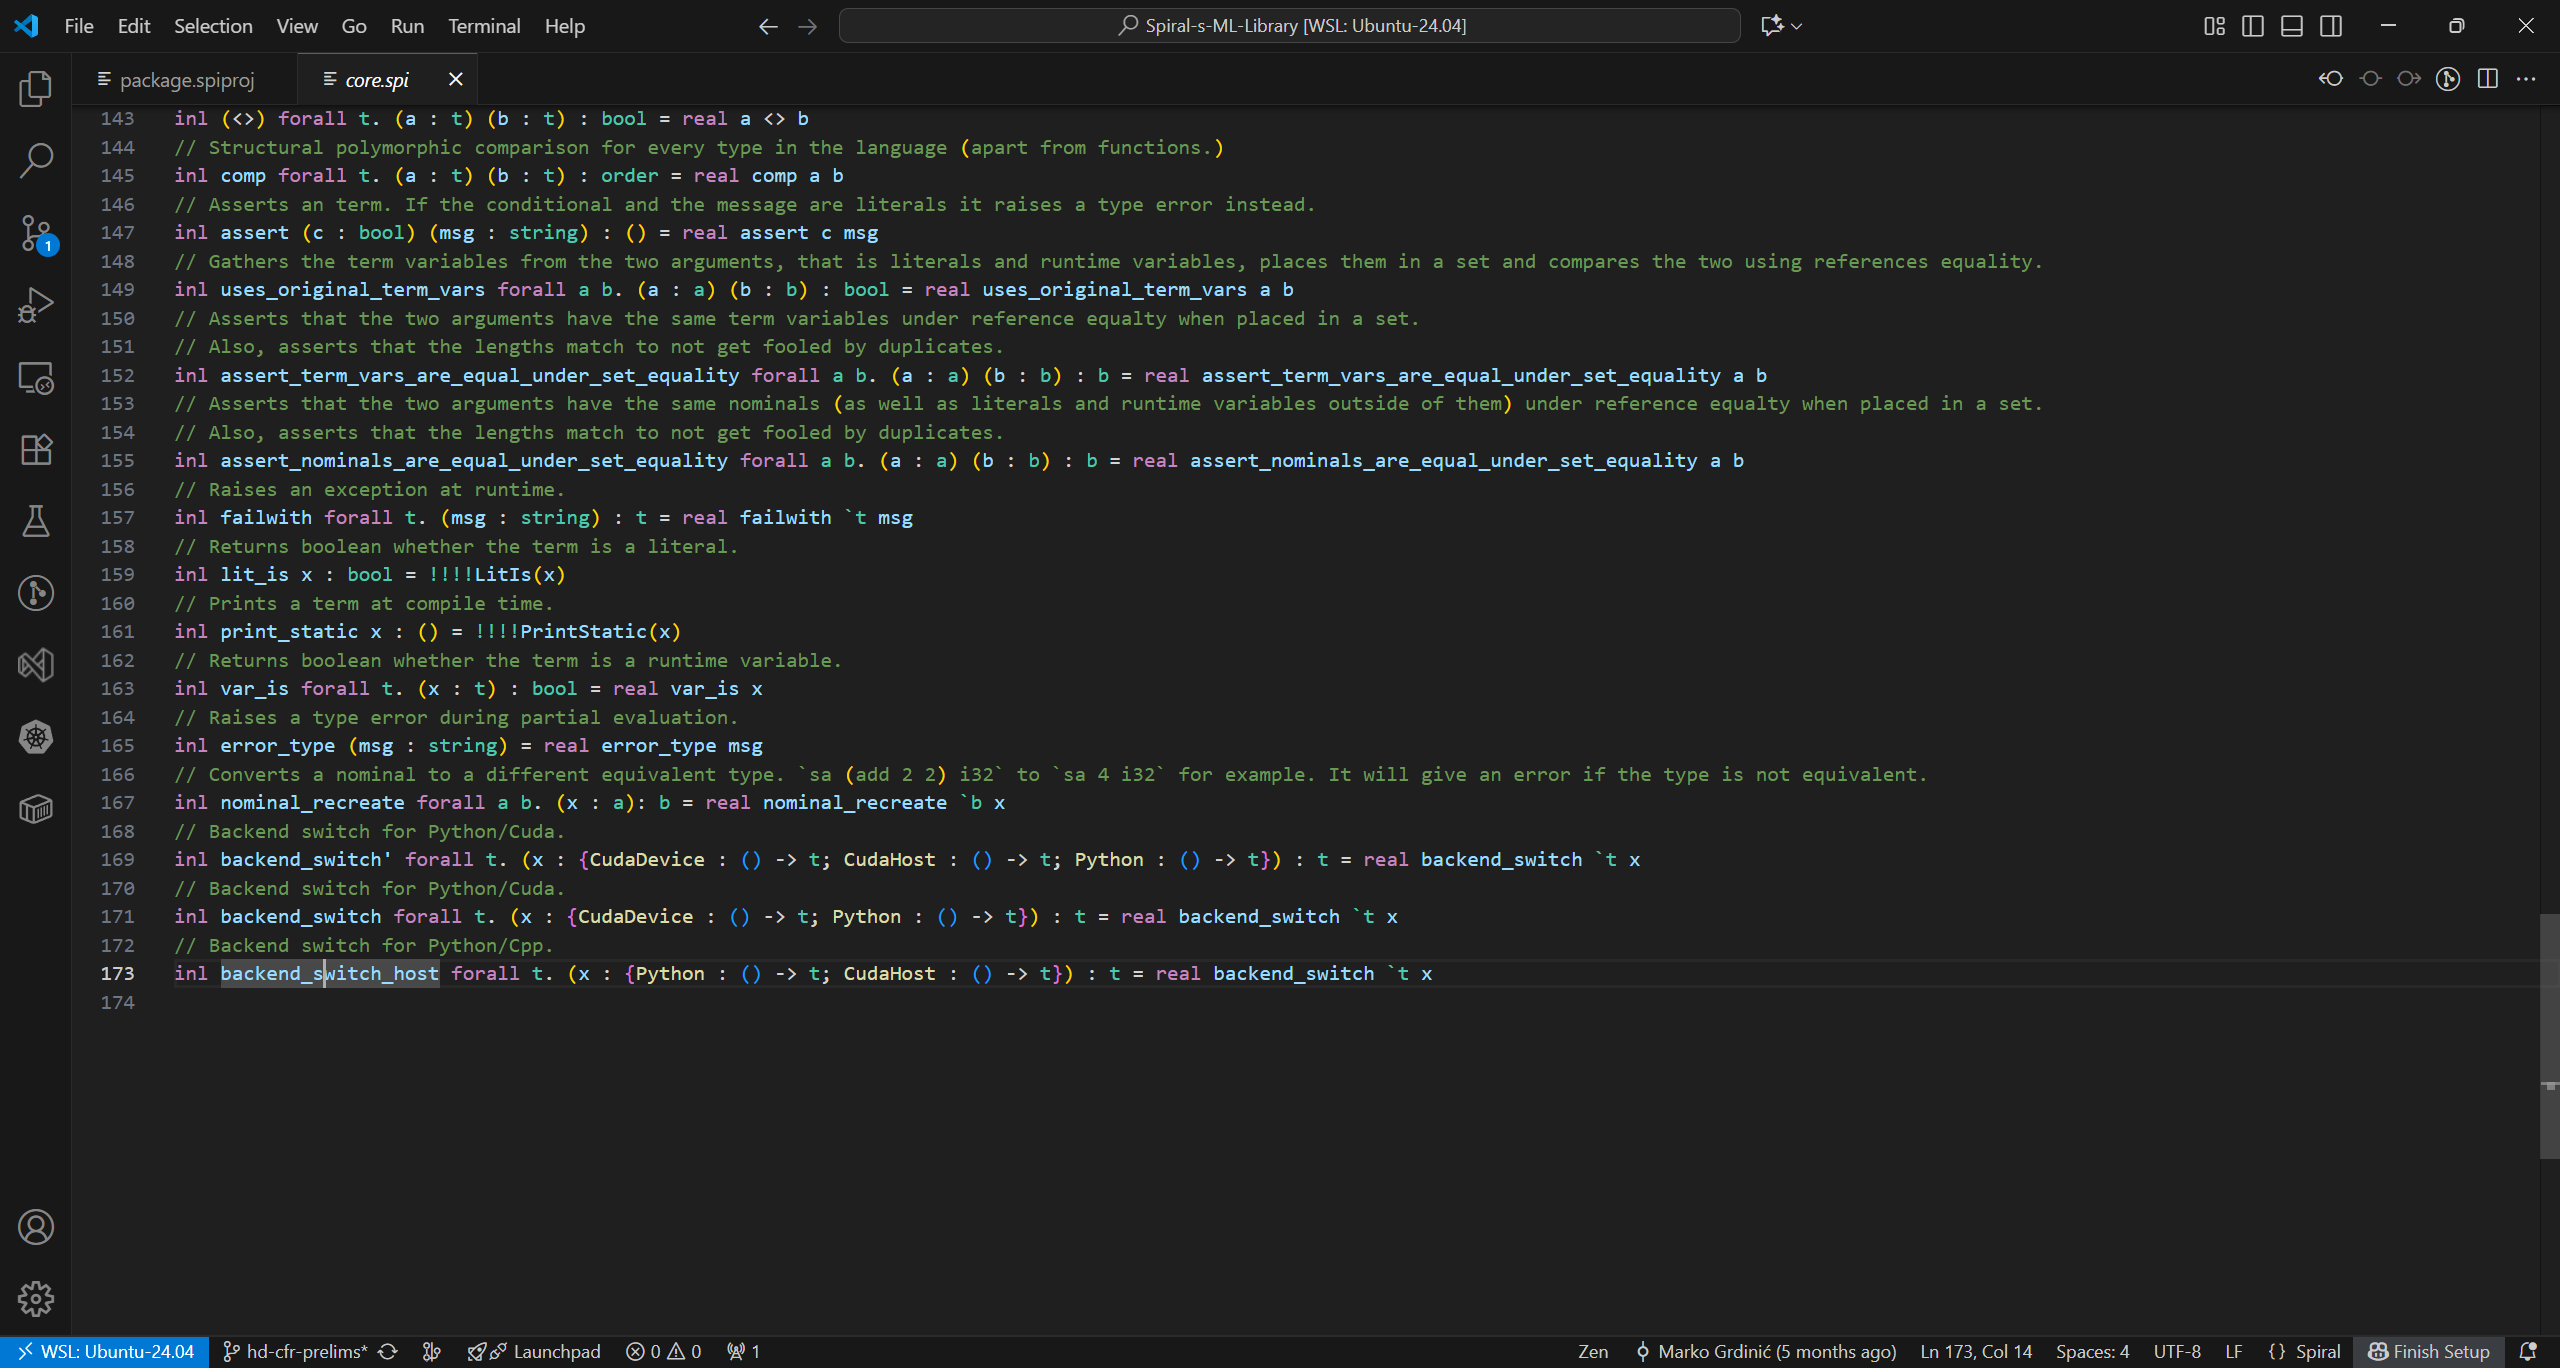 File Edit Selection View Go Run Terminal Help
Spiral-s-ML-Library [WSL: Ubuntu-24.04]
package.spiproj core.spi
143 inl (<>) forall t. (a : t) (b : t) : bool = real a <> b
144 // Structural polymorphic comparison for every type in the language (apart from functions.)
145 inl comp forall t. (a : t) (b : t) : order = real comp a b
146 // Asserts an term. If the conditional and the message are literals it raises a type error instead.
147 inl assert (c : bool) (msg : string) : () = real assert c msg
148 // Gathers the term variables from the two arguments, that is literals and runtime variables, places them in a set and compares the two using references equality.
149 inl uses_original_term_vars forall a b. (a : a) (b : b) : bool = real uses_original_term_vars a b
150 // Asserts that the two arguments have the same term variables under reference equalty when placed in a set.
151 // Also, asserts that the lengths match to not get fooled by duplicates.
152 inl assert_term_vars_are_equal_under_set_equality forall a b. (a : a) (b : b) : b = real assert_term_vars_are_equal_under_set_equality a b
153 // Asserts that the two arguments have the same nominals (as well as literals and runtime variables outside of them) under reference equalty when placed in a set.
154 // Also, asserts that the lengths match to not get fooled by duplicates.
155 inl assert_nominals_are_equal_under_set_equality forall a b. (a : a) (b : b) : b = real assert_nominals_are_equal_under_set_equality a b
156 // Raises an exception at runtime.
157 inl failwith forall t. (msg : string) : t = real failwith `t msg
158 // Returns boolean whether the term is a literal.
159 inl lit_is x : bool = !!!!LitIs(x)
160 // Prints a term at compile time.
161 inl print_static x : () = !!!!PrintStatic(x)
162 // Returns boolean whether the term is a runtime variable.
163 inl var_is forall t. (x : t) : bool = real var_is x
164 // Raises a type error during partial evaluation.
165 inl error_type (msg : string) = real error_type msg
166 // Converts a nominal to a different equivalent type. `sa (add 2 2) i32` to `sa 4 i32` for example. It will give an error if the type is not equivalent.
167 inl nominal_recreate forall a b. (x : a): b = real nominal_recreate `b x
168 // Backend switch for Python/Cuda.
169 inl backend_switch' forall t. (x : {CudaDevice : () -> t; CudaHost : () -> t; Python : () -> t}) : t = real backend_switch `t x
170 // Backend switch for Python/Cuda.
171 inl backend_switch forall t. (x : {CudaDevice : () -> t; Python : () -> t}) : t = real backend_switch `t x
172 // Backend switch for Python/Cpp.
173 inl backend_switch_host forall t. (x : {Python : () -> t; CudaHost : () -> t}) : t = real backend_switch `t x
174
1
WSL: Ubuntu-24.04 hd-cfr-prelims* Launchpad 0 0 1 Zen Marko Grdinić (5 months ago) Ln 173, Col 14 Spaces: 4 UTF-8 LF {} Spiral Finish Setup